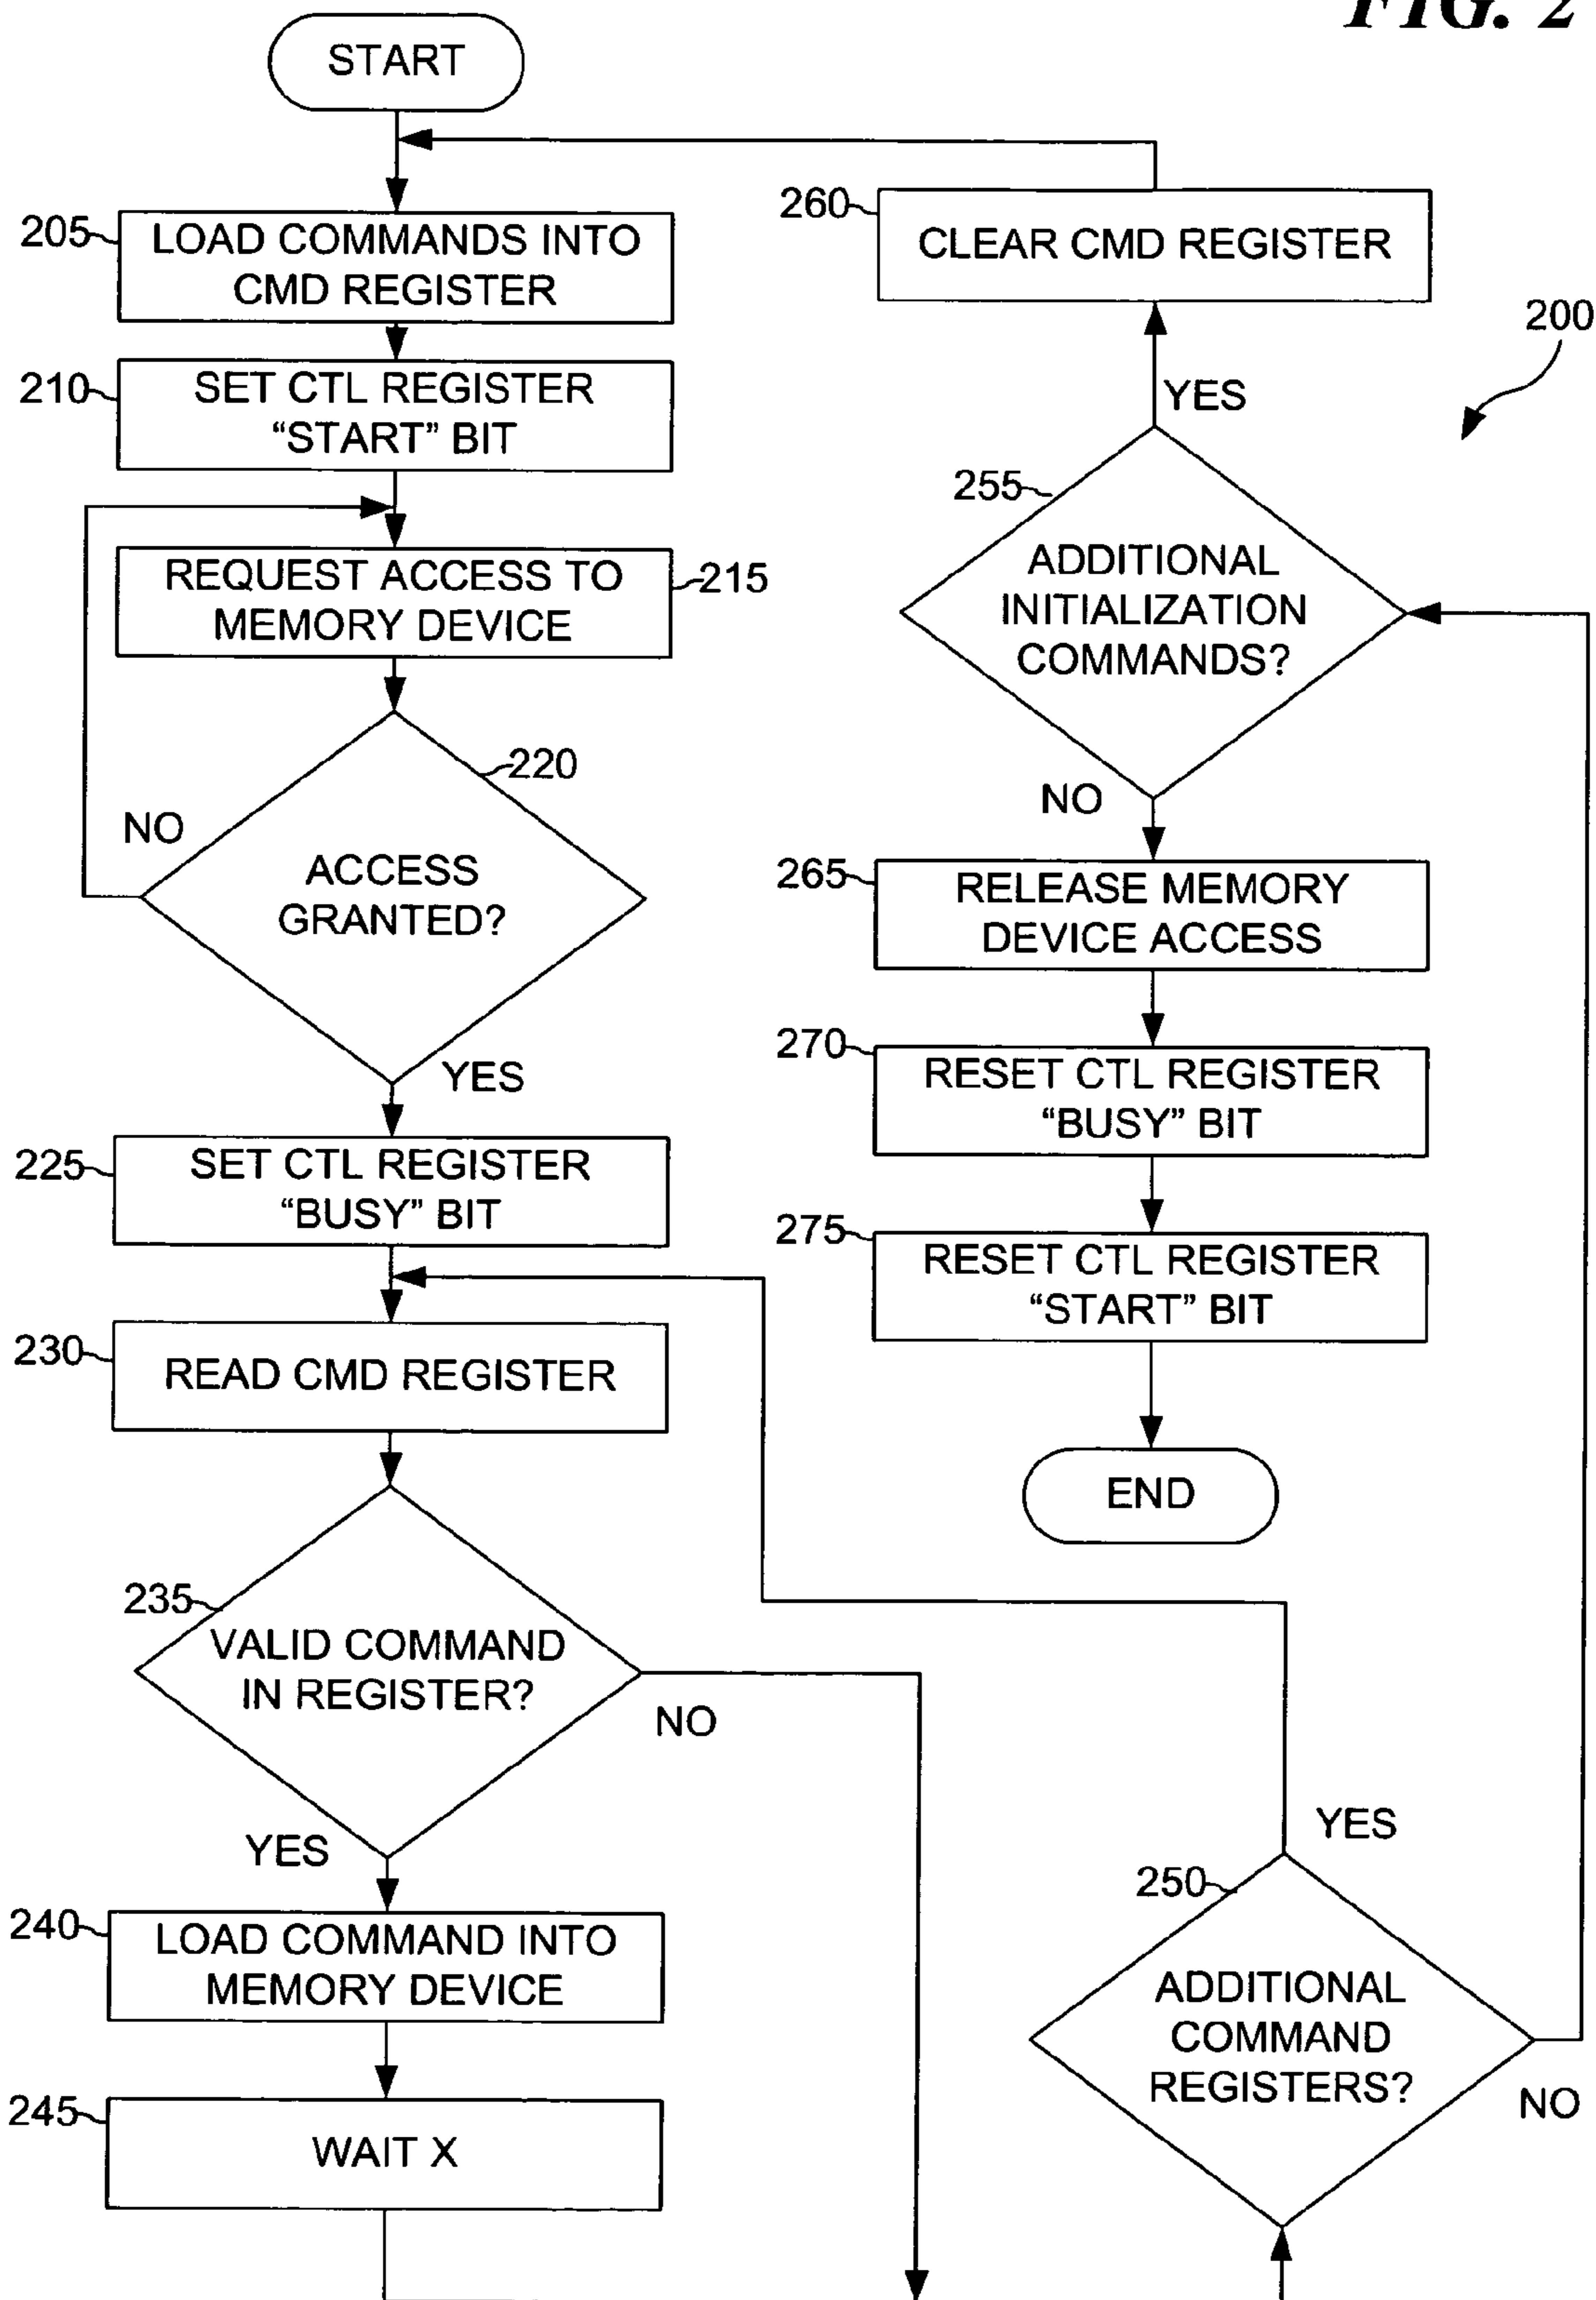 FIG. 2
START
205
LOAD COMMANDS INTO
CMD REGISTER
210
SET CTL REGISTER
“START” BIT
REQUEST ACCESS TO
MEMORY DEVICE
215
220
NO
ACCESS
GRANTED?
YES
225
SET CTL REGISTER
“BUSY” BIT
230
READ CMD REGISTER
235
VALID COMMAND
IN REGISTER?
NO
YES
240
LOAD COMMAND INTO
MEMORY DEVICE
245
WAIT X
260
CLEAR CMD REGISTER
200
YES
255
ADDITIONAL
INITIALIZATION
COMMANDS?
NO
265
RELEASE MEMORY
DEVICE ACCESS
270
RESET CTL REGISTER
“BUSY” BIT
275
RESET CTL REGISTER
“START” BIT
END
YES
250
ADDITIONAL
COMMAND
REGISTERS?
NO